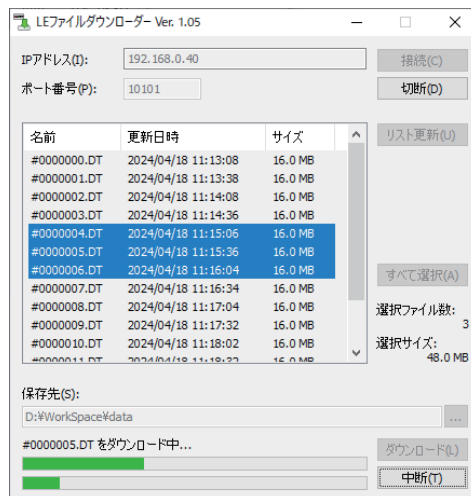 LEファイルダウンローダー Ver. 1.05
IPアドレス(I): 192.168.0.40 接続(C)
ポート番号(P): 10101 切断(D)
名前 更新日時 サイズ リスト更新(U)
#0000000.DT 2024/04/18 11:13:08 16.0 MB
#0000001.DT 2024/04/18 11:13:38 16.0 MB
#0000002.DT 2024/04/18 11:14:08 16.0 MB
#0000003.DT 2024/04/18 11:14:36 16.0 MB
#0000004.DT 2024/04/18 11:15:06 16.0 MB
#0000005.DT 2024/04/18 11:15:36 16.0 MB
#0000006.DT 2024/04/18 11:16:04 16.0 MB
すべて選択(A)
#0000007.DT 2024/04/18 11:16:34 16.0 MB
#0000008.DT 2024/04/18 11:17:04 16.0 MB
選択ファイル数:
3
#0000009.DT 2024/04/18 11:17:32 16.0 MB
#0000010.DT 2024/04/18 11:18:02 16.0 MB
選択サイズ:
48.0 MB
#0000011.DT 2024/04/18 11:18:32 16.0 MB
保存先(S):
D:¥WorkSpace¥data ...
#0000005.DT をダウンロード中... ダウンロード(L)
中断(T)